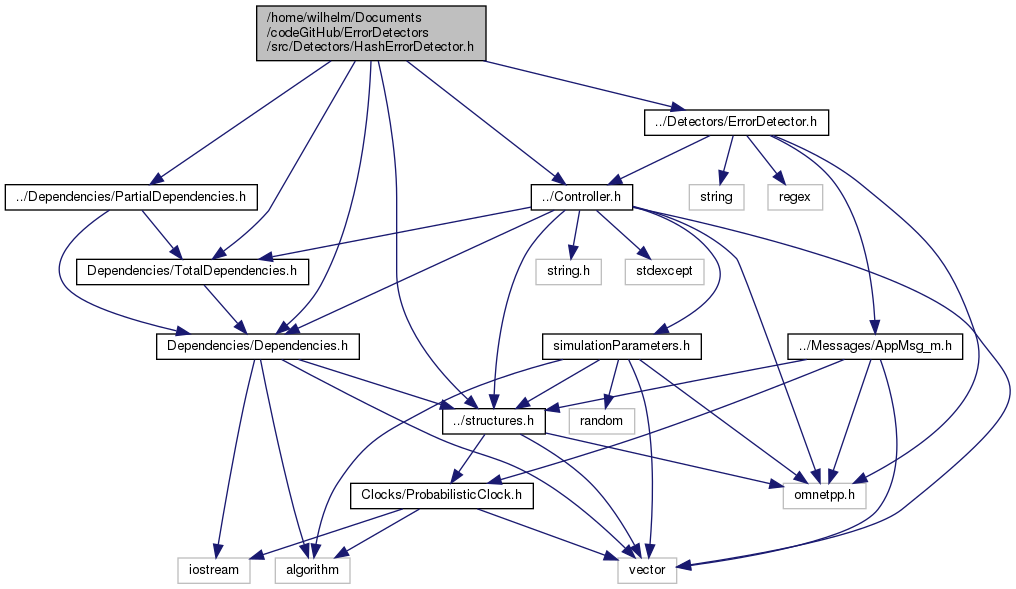 /home/wilhelm/Documents
/codeGitHub/ErrorDetectors
/src/Detectors/HashErrorDetector.h
../Detectors/ErrorDetector.h
../Dependencies/PartialDependencies.h
../Controller.h
string
regex
Dependencies/TotalDependencies.h
string.h
stdexcept
Dependencies/Dependencies.h
simulationParameters.h
../Messages/AppMsg_m.h
../structures.h
random
Clocks/ProbabilisticClock.h
omnetpp.h
iostream
algorithm
vector